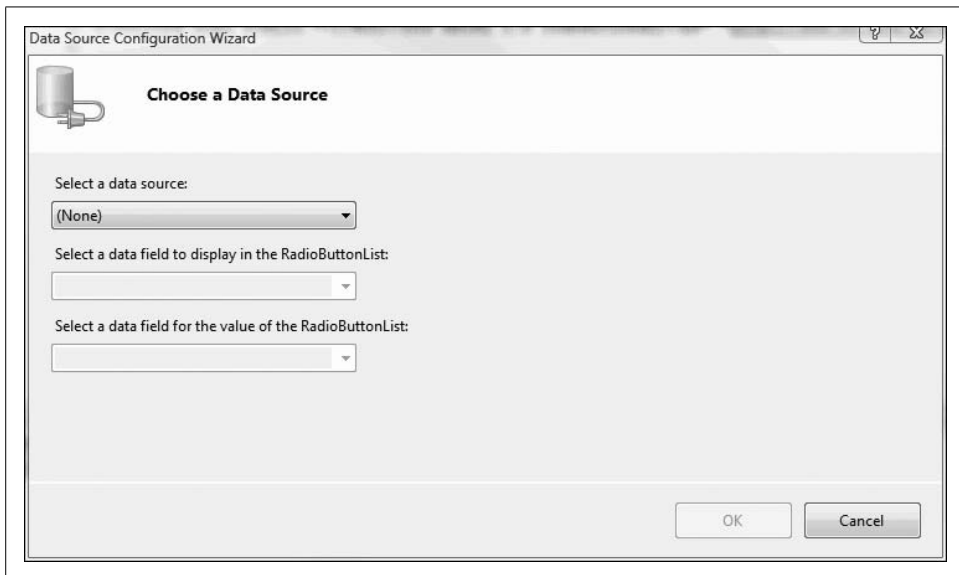 Data Source Configuration Wizard
Choose a Data Source
Select a data source:
(None)
Select a data field to display in the RadioButtonList:
Select a data field for the value of the RadioButtonList:
OK
Cancel